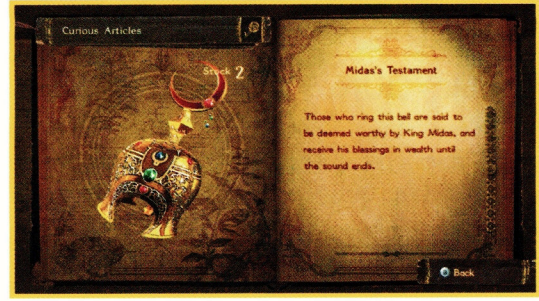 Curious Articles
Stock 2
Midas's Testament
Those who ring this bell are said to
be deemed worthy by King Midas, and
receive his blessings in wealth until
the sound ends.
Back